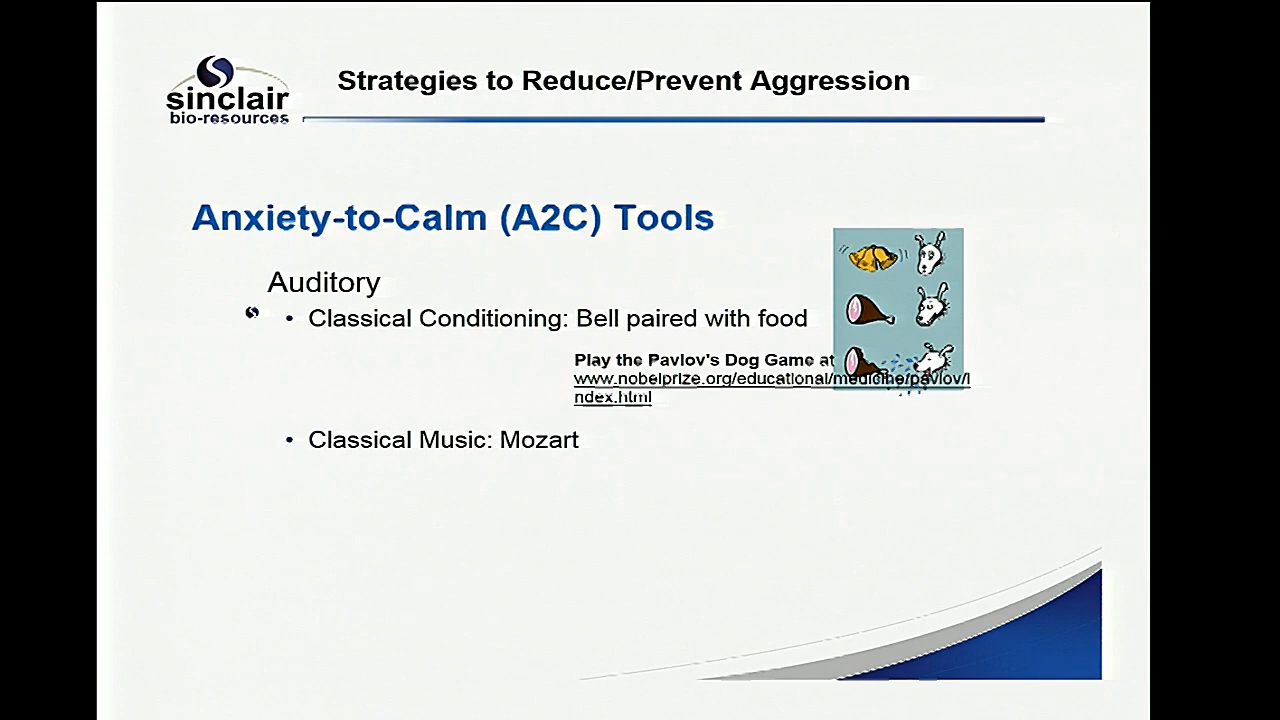 sinclair
bio-resources
Strategies to Reduce/Prevent Aggression
Anxiety-to-Calm (A2C) Tools
Auditory
• Classical Conditioning: Bell paired with food
Play the Pavlov's Dog Game at
www.nobelprize.org/educational/medicine/pavlov/i
ndex.html
• Classical Music: Mozart